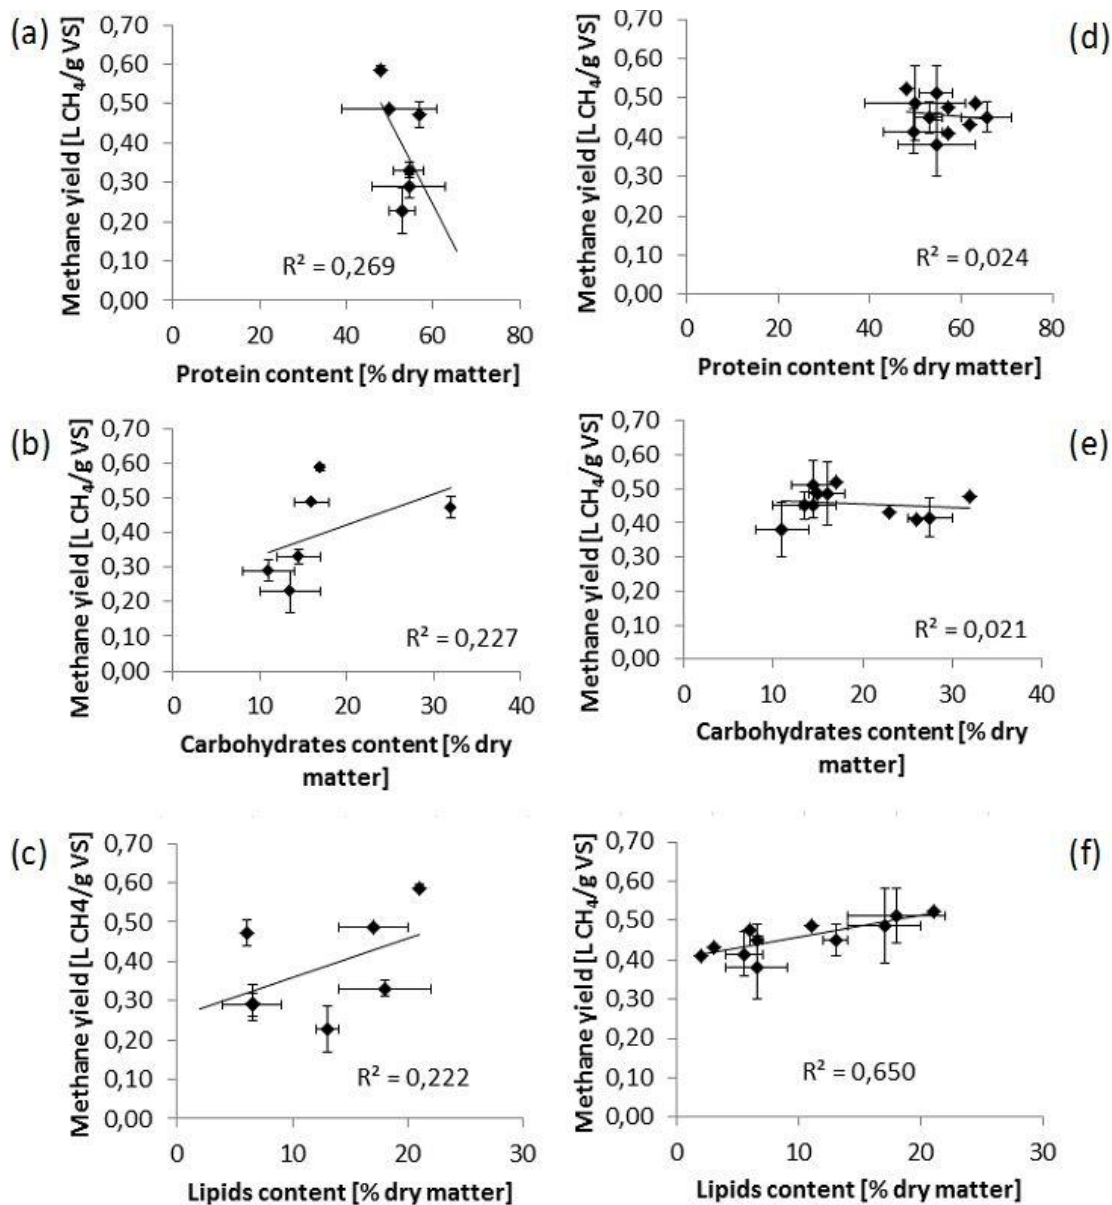 (a)
Methane yield [L CH₄/g VS]
0,70
0,60
0,50
0,40
0,30
0,20
0,10
0,00
R² = 0,269
0 20 40 60 80
Protein content [% dry matter]
(d)
Methane yield [L CH₄/g VS]
0,70
0,60
0,50
0,40
0,30
0,20
0,10
0,00
R² = 0,024
0 20 40 60 80
Protein content [% dry matter]
(b)
Methane yield [L CH₄/g VS]
0,70
0,60
0,50
0,40
0,30
0,20
0,10
0,00
R² = 0,227
0 10 20 30 40
Carbohydrates content [% dry
matter]
(e)
Methane yield [L CH₄/g VS]
0,70
0,60
0,50
0,40
0,30
0,20
0,10
0,00
R² = 0,021
0 10 20 30 40
Carbohydrates content [% dry
matter]
(c)
Methane yield [L CH4/g VS]
0,70
0,60
0,50
0,40
0,30
0,20
0,10
0,00
R² = 0,222
0 10 20 30
Lipids content [% dry matter]
(f)
Methane yield [L CH₄/g VS]
0,70
0,60
0,50
0,40
0,30
0,20
0,10
0,00
R² = 0,650
0 10 20 30
Lipids content [% dry matter]